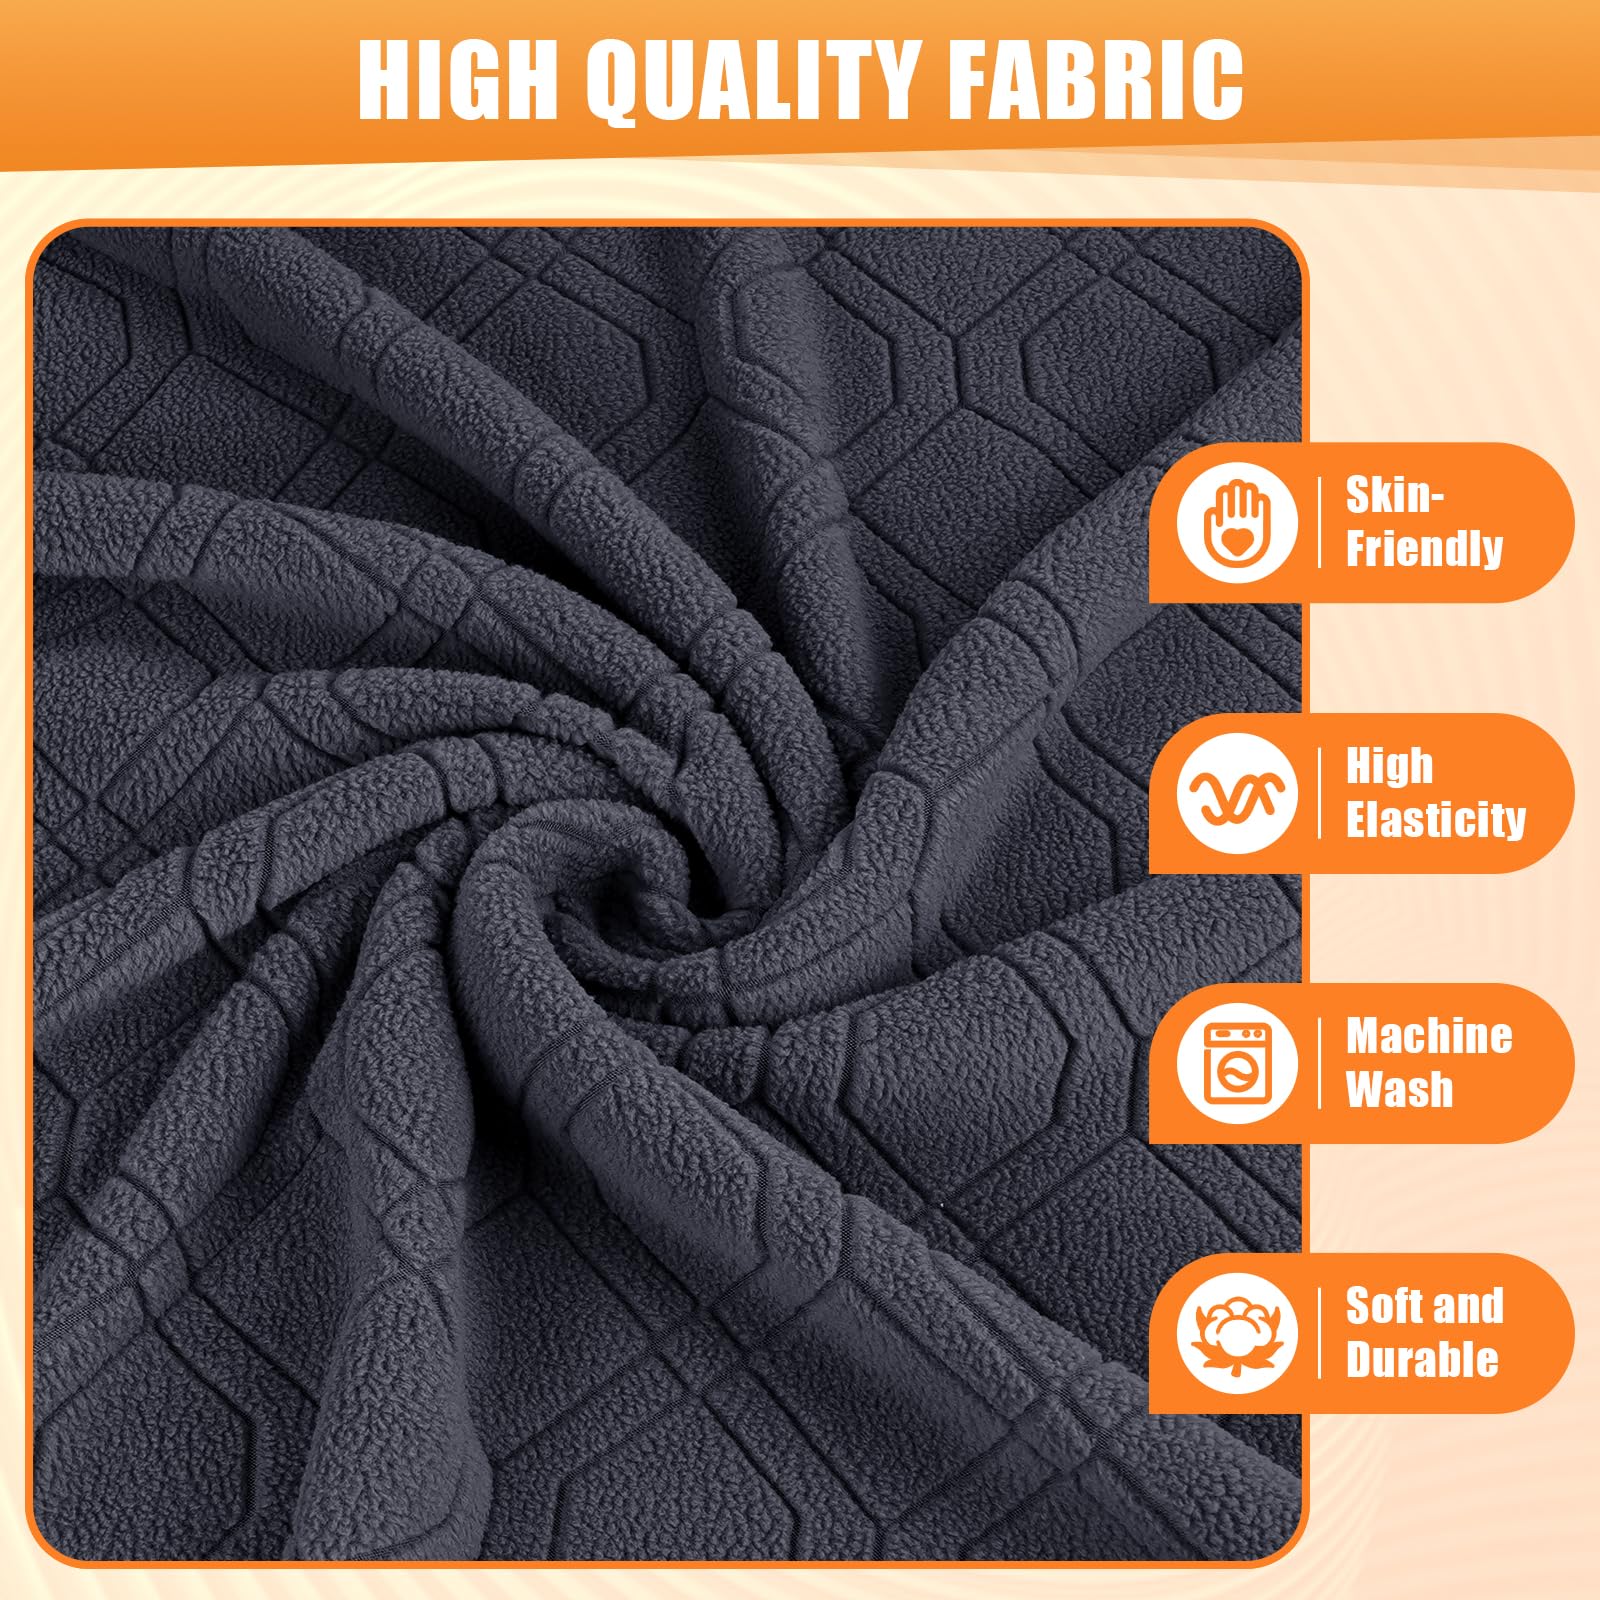 HIGH QUALITY FABRIC
Skin-
Friendly
High
Elasticity
Machine
Wash
Soft and
Durable